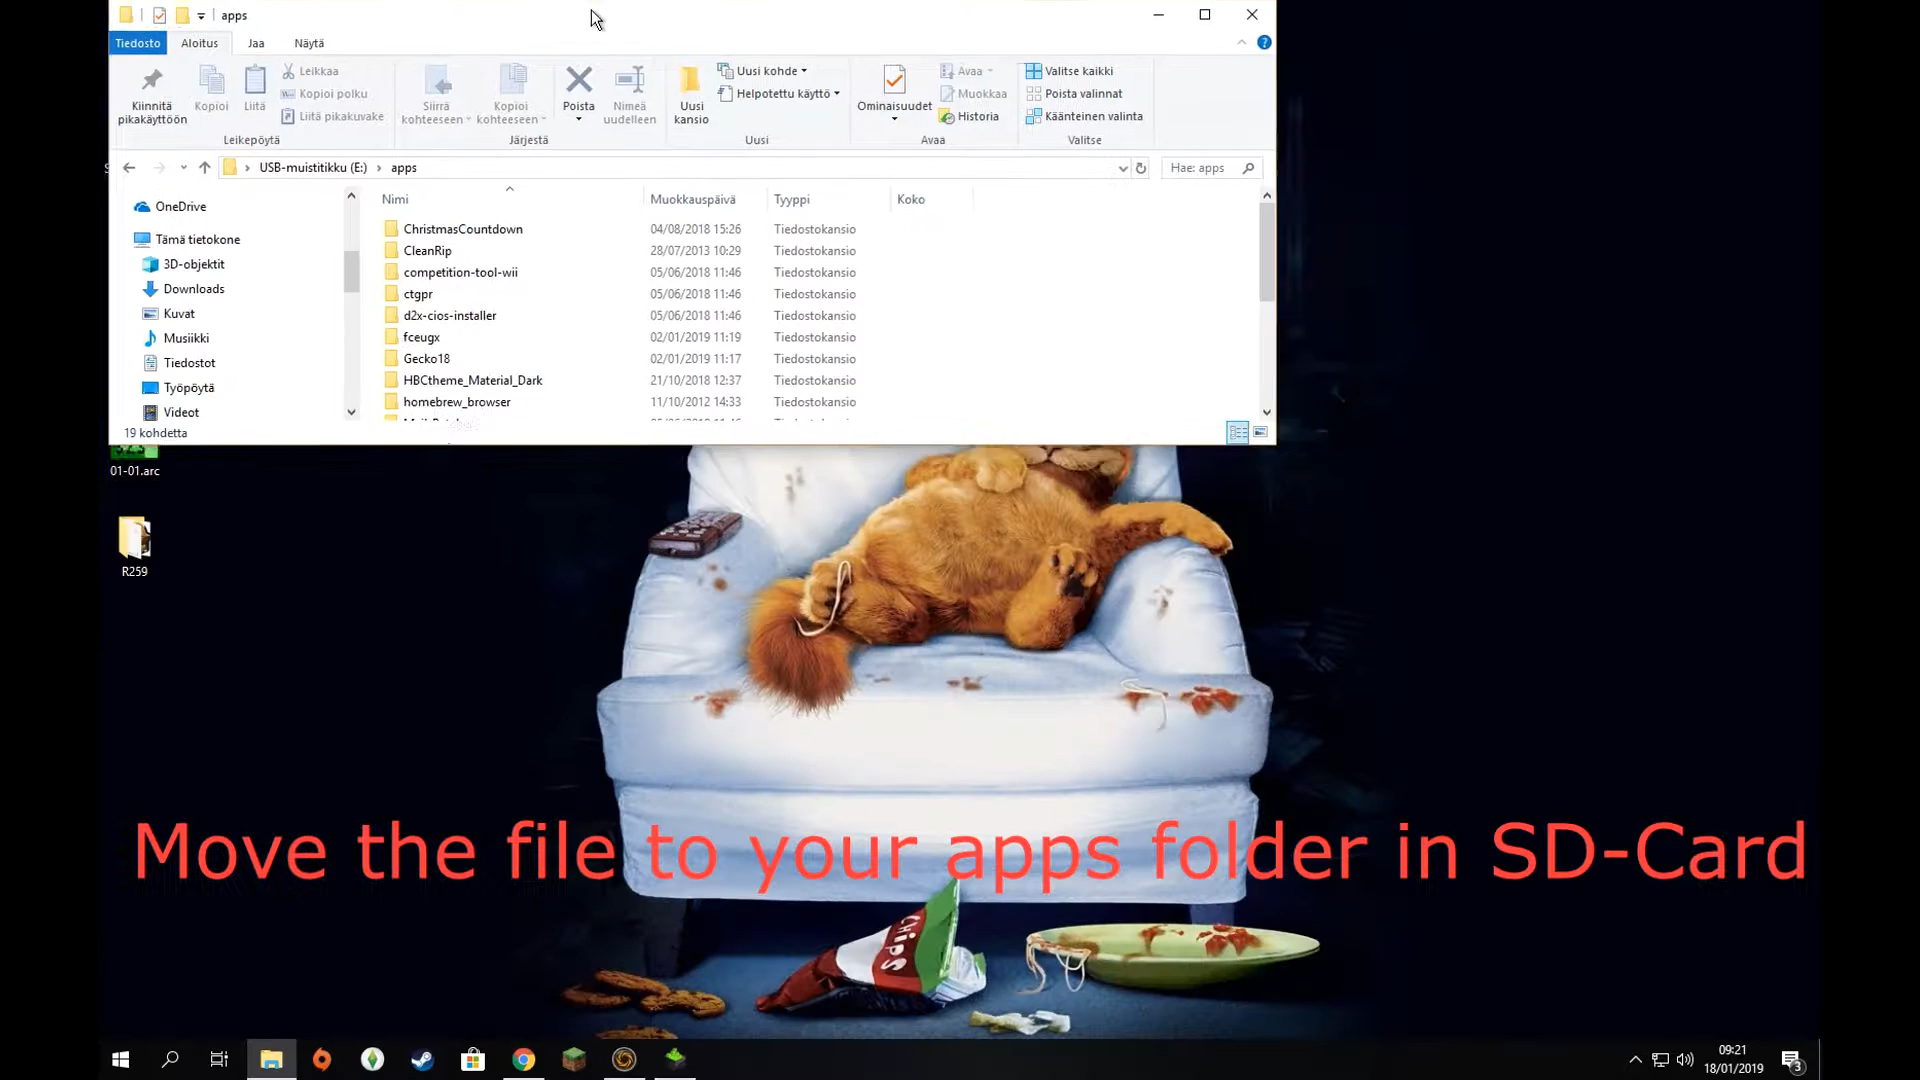 apps
Tiedosto Aloitus Jaa Näytä
Kiinnitä pikakäyttöön
Kopioi
Liitä
Leikkaa
Kopioi polku
Liitä pikakuvake
Leikepöytä
Siirrä kohteeseen
Kopioi kohteeseen
Poista
Nimeä uudelleen
Järjestä
Uusi kansio
Uusi kohde
Helpotettu käyttö
Uusi
Ominaisuudet
Avaa
Muokkaa
Historia
Avaa
Valitse kaikki
Poista valinnat
Käänteinen valinta
Valitse
USB-muistitikku (E:) > apps
Hae: apps
OneDrive
Tämä tietokone
3D-objektit
Downloads
Kuvat
Musiikki
Tiedostot
Työpöytä
Videot
Nimi Muokkauspäivä Tyyppi Koko
ChristmasCountdown 04/08/2018 15:26 Tiedostokansio
CleanRip 28/07/2013 10:29 Tiedostokansio
competition-tool-wii 05/06/2018 11:46 Tiedostokansio
ctgpr 05/06/2018 11:46 Tiedostokansio
d2x-cios-installer 05/06/2018 11:46 Tiedostokansio
fceugx 02/01/2019 11:19 Tiedostokansio
Gecko18 02/01/2019 11:17 Tiedostokansio
HBCtheme_Material_Dark 21/10/2018 12:37 Tiedostokansio
homebrew_browser 11/10/2012 14:33 Tiedostokansio
19 kohdetta
01-01.arc
R259
Move the file to your apps folder in SD-Card
CHIPS
09:21
18/01/2019
3